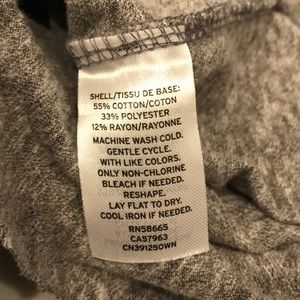 SHELL/TISSU DE BASE:
55% COTTON/COTON
33% POLYESTER
12% RAYON/RAYONNE
MACHINE WASH COLD.
GENTLE CYCLE.
WITH LIKE COLORS.
ONLY NON-CHLORINE
BLEACH IF NEEDED.
RESHAPE.
LAY FLAT TO DRY.
COOL IRON IF NEEDED.
RN58665
CA57963
CN391250WN